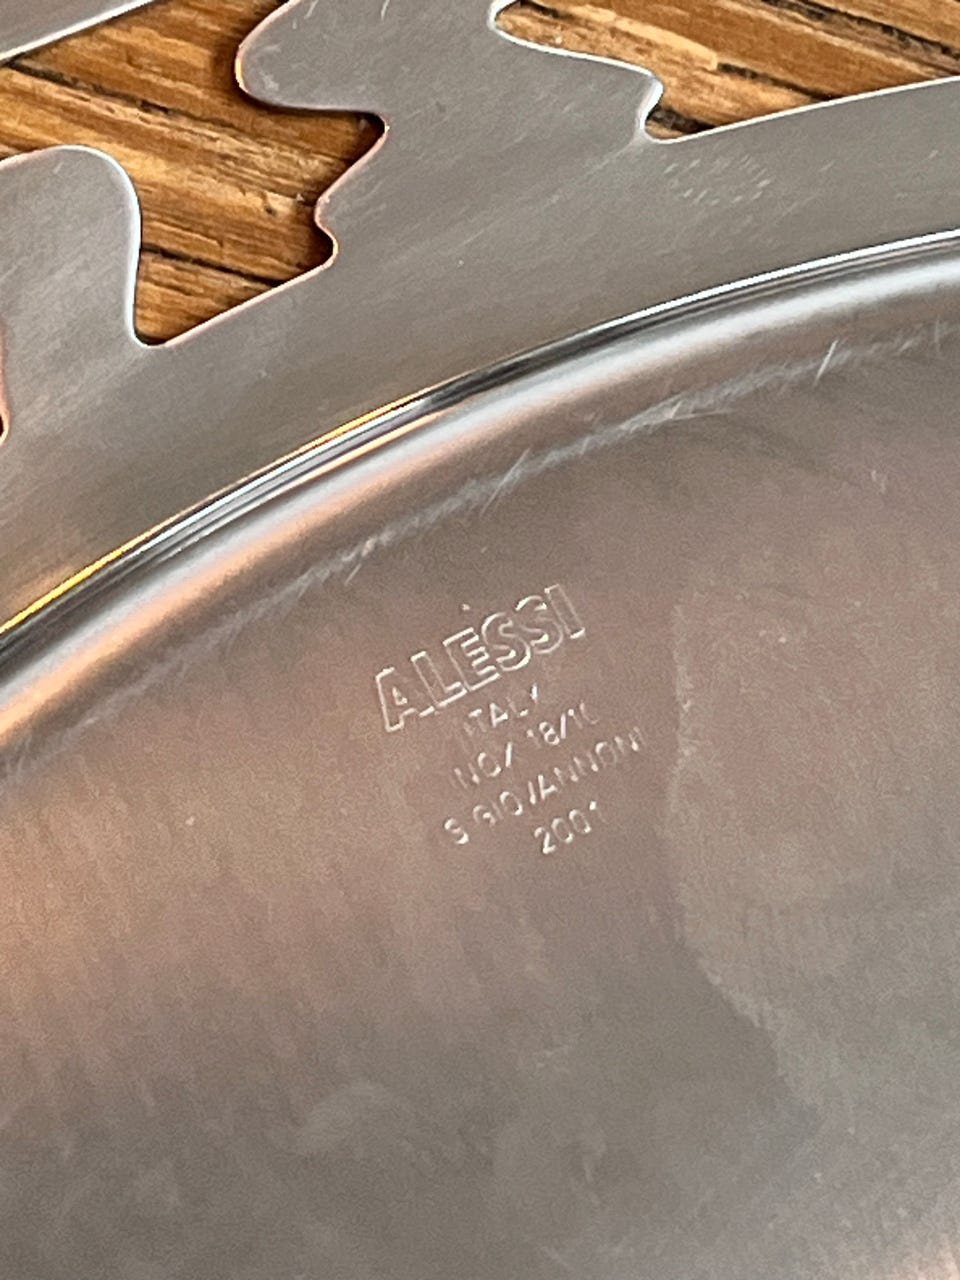 ALESSI
ITALY
INOX 18/10
S.GIOVANNONI
2001